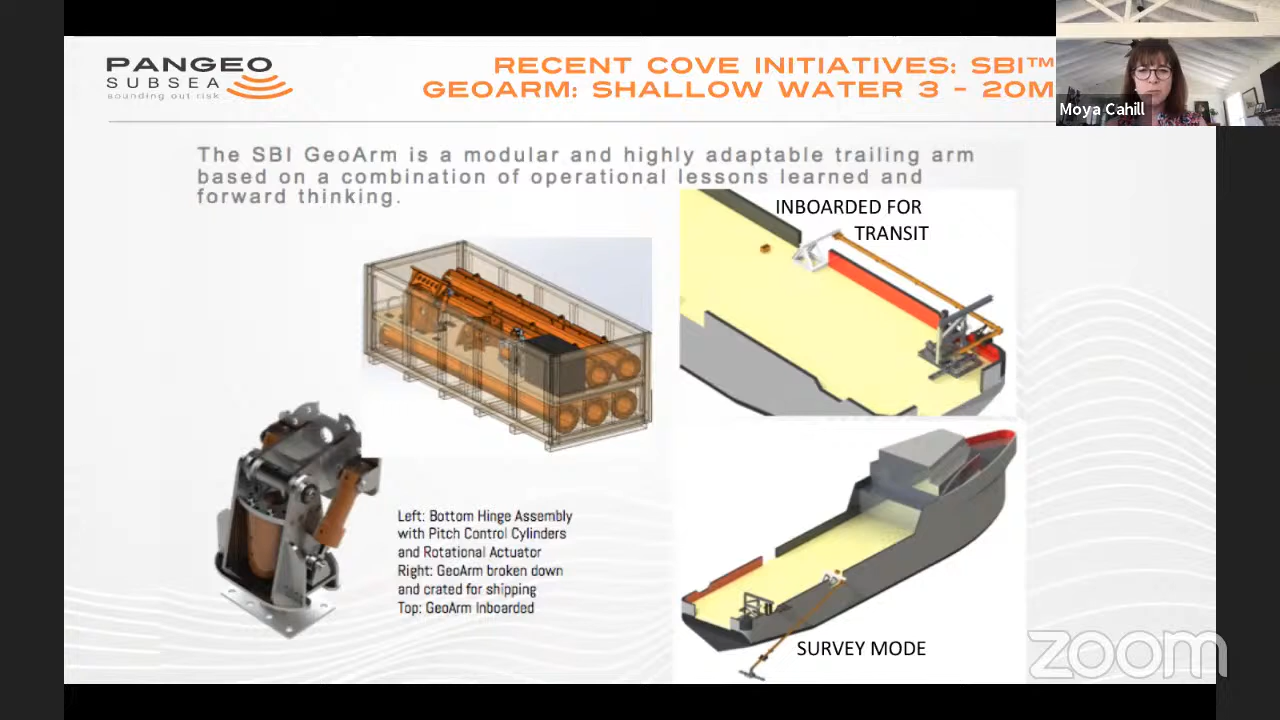 PANGEO
SUBSEA
sounding out risk
RECENT COVE INITIATIVES: SBI™
GEOARM: SHALLOW WATER 3 - 20M
Moya Cahill
The SBI GeoArm is a modular and highly adaptable trailing arm
based on a combination of operational lessons learned and
forward thinking.
INBOARDED FOR
TRANSIT
Left: Bottom Hinge Assembly
with Pitch Control Cylinders
and Rotational Actuator
Right: GeoArm broken down
and crated for shipping
Top: GeoArm Inboarded
SURVEY MODE
zoom